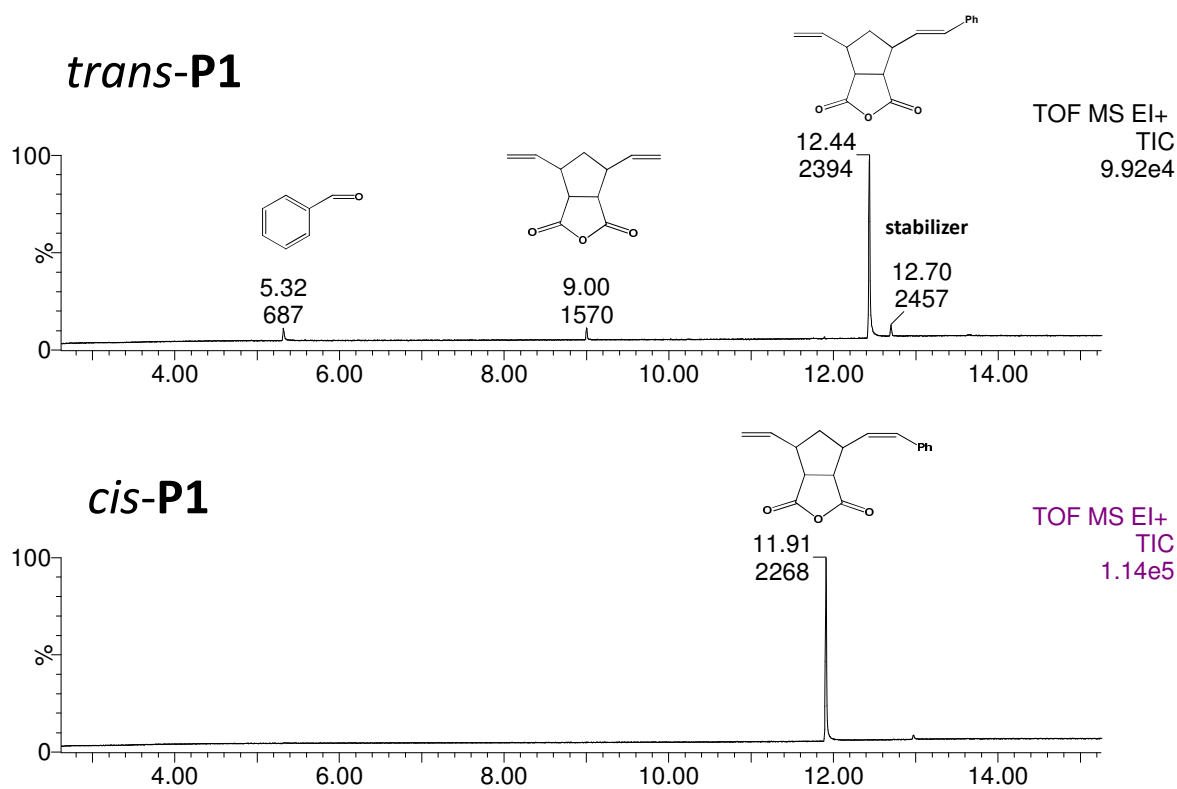 Ph
trans-P1
O
O
O
TOF MS EI+
TIC
9.92e4
12.44
2394
100
O
O
O
O
stabilizer
%
5.32
687
9.00
1570
12.70
2457
0
4.00 6.00 8.00 10.00 12.00 14.00
Ph
cis-P1
O
O
O
TOF MS EI+
TIC
1.14e5
11.91
2268
100
%
0
4.00 6.00 8.00 10.00 12.00 14.00